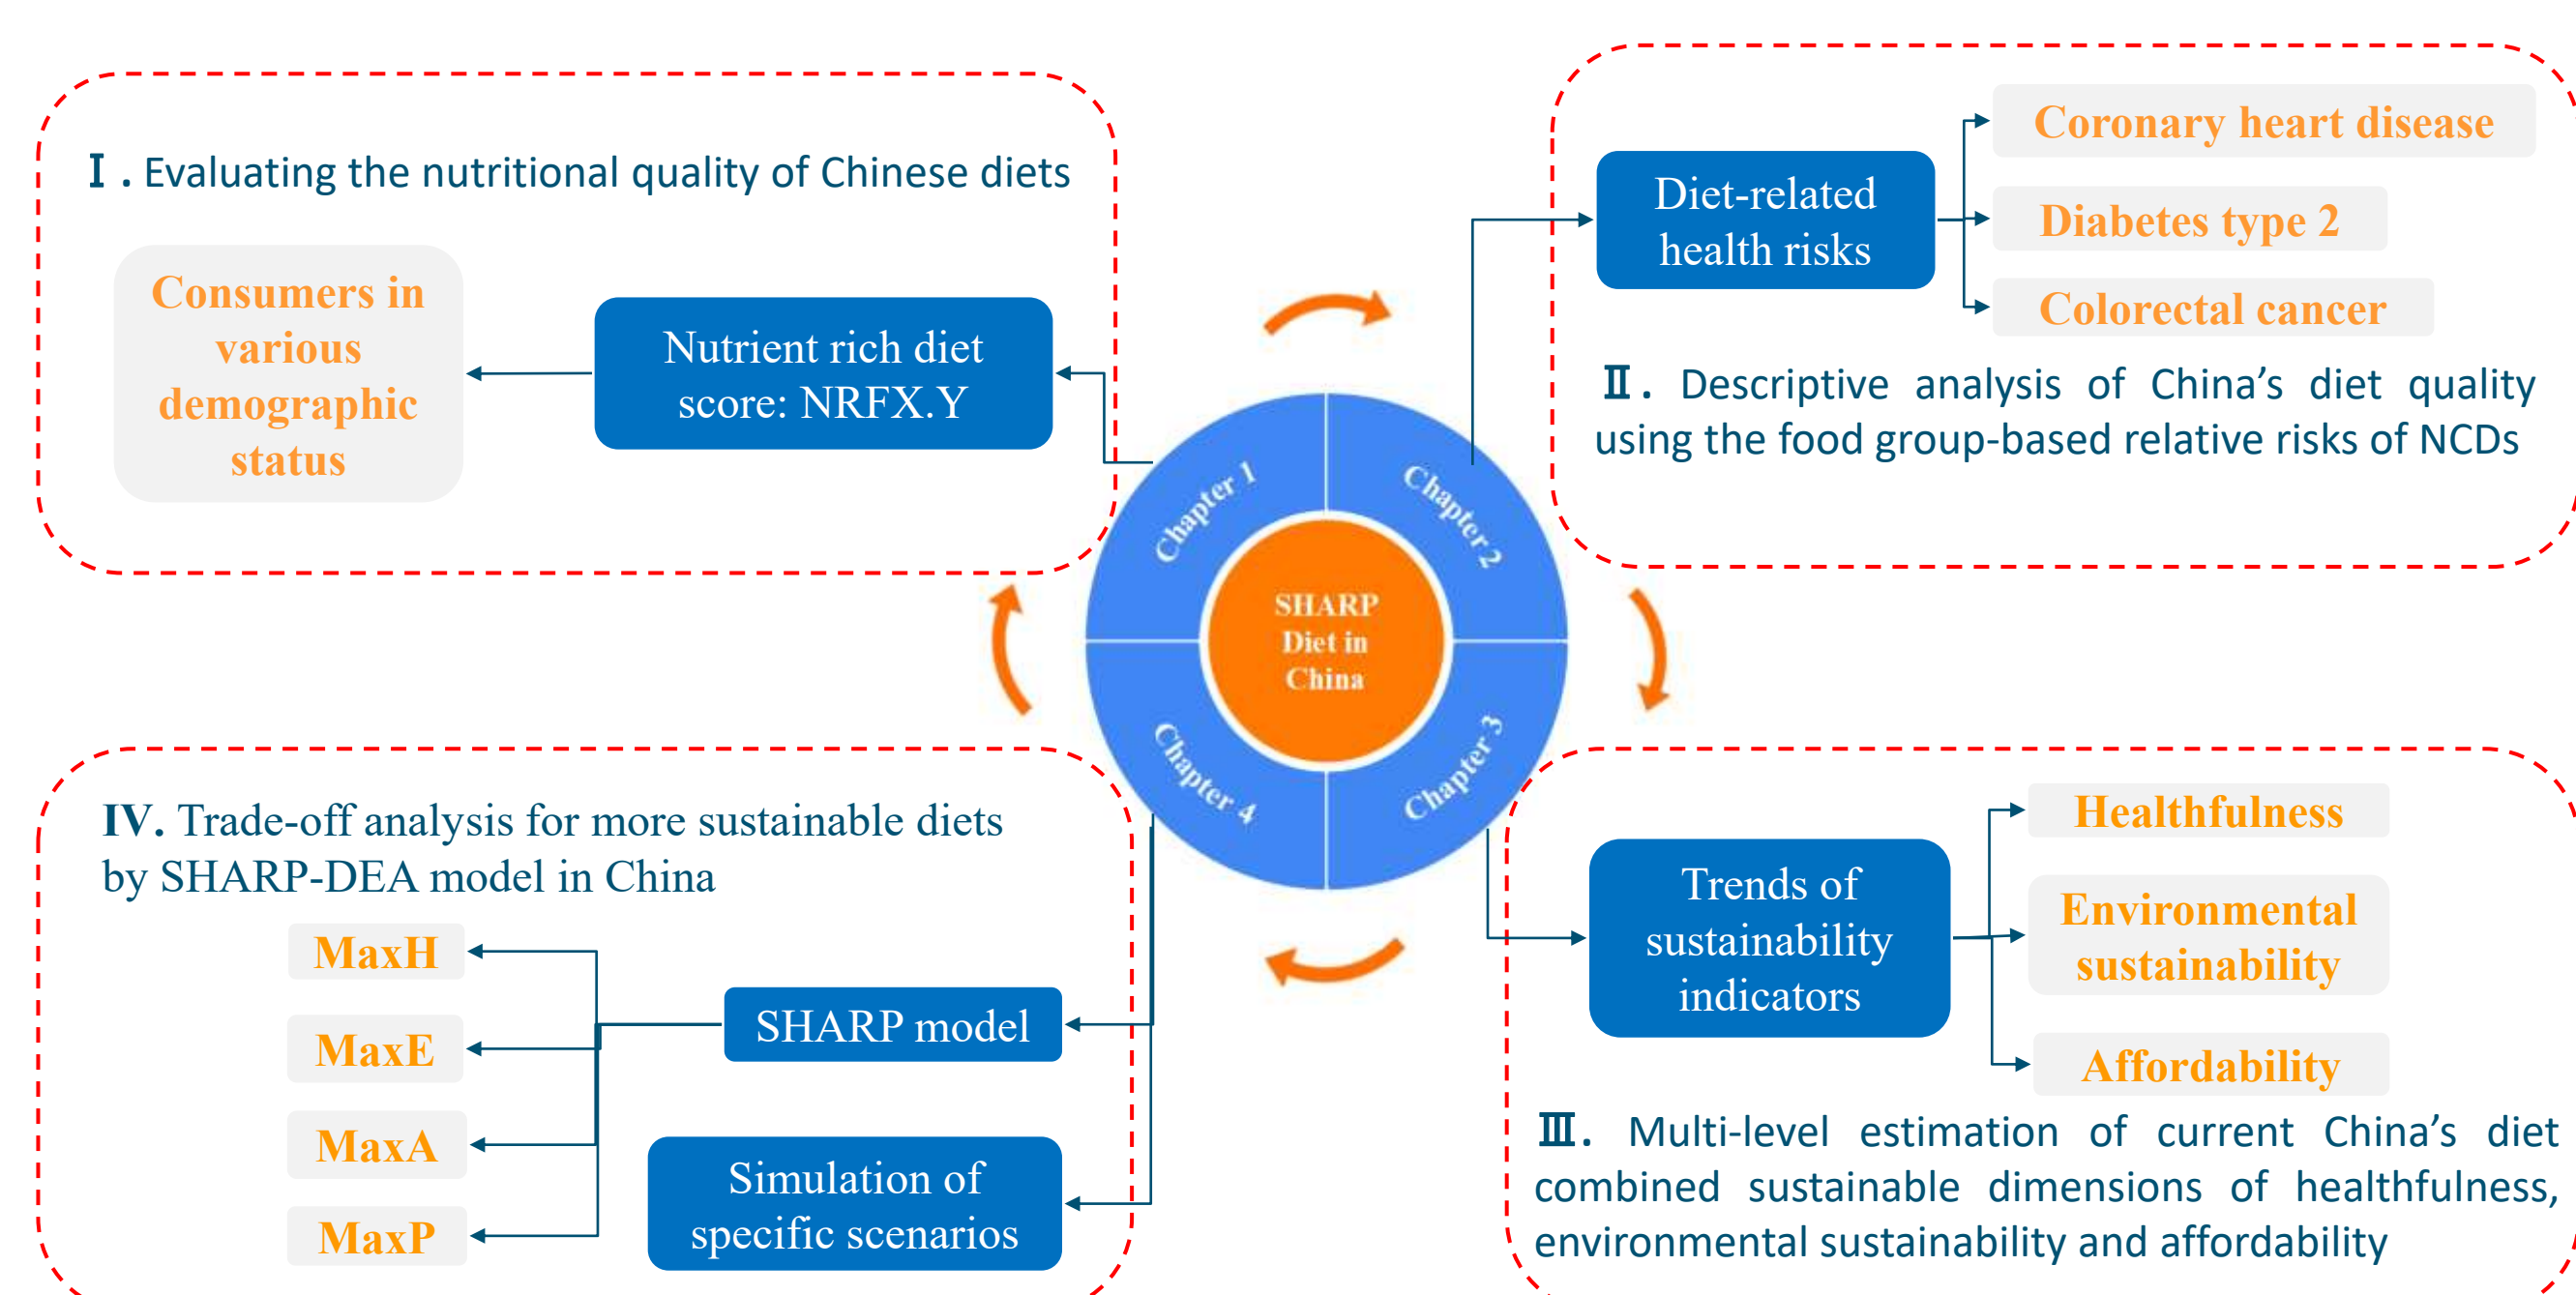 Ⅰ. Evaluating the nutritional quality of Chinese diets
Consumers in
various
demographic
status
Nutrient rich diet
score: NRFX.Y
Diet-related
health risks
Coronary heart disease
Diabetes type 2
Colorectal cancer
Ⅱ. Descriptive analysis of China’s diet quality
using the food group-based relative risks of NCDs
Chapter 1
Chapter 2
SHARP
Diet in
China
Chapter 4
Chapter 3
IV. Trade-off analysis for more sustainable diets
by SHARP-DEA model in China
MaxH
MaxE
MaxA
MaxP
SHARP model
Simulation of
specific scenarios
Trends of
sustainability
indicators
Healthfulness
Environmental
sustainability
Affordability
Ⅲ. Multi-level estimation of current China’s diet
combined sustainable dimensions of healthfulness,
environmental sustainability and affordability